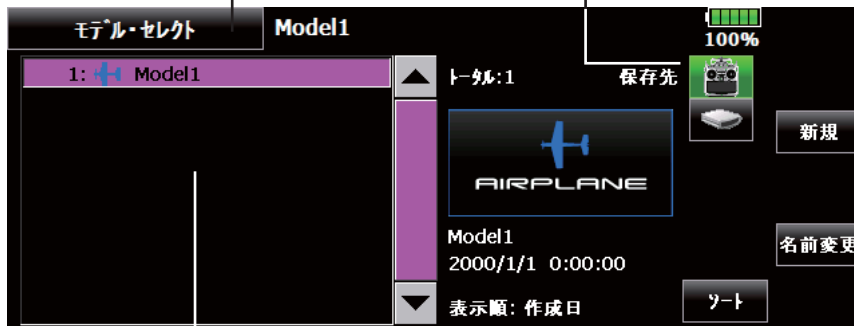 モデル・セレクト
Model1
100%
1: Model1
トータル:1
保存先
AIRPLANE
新規
Model1
2000/1/1 0:00:00
名前変更
表示順: 作成日
ソート